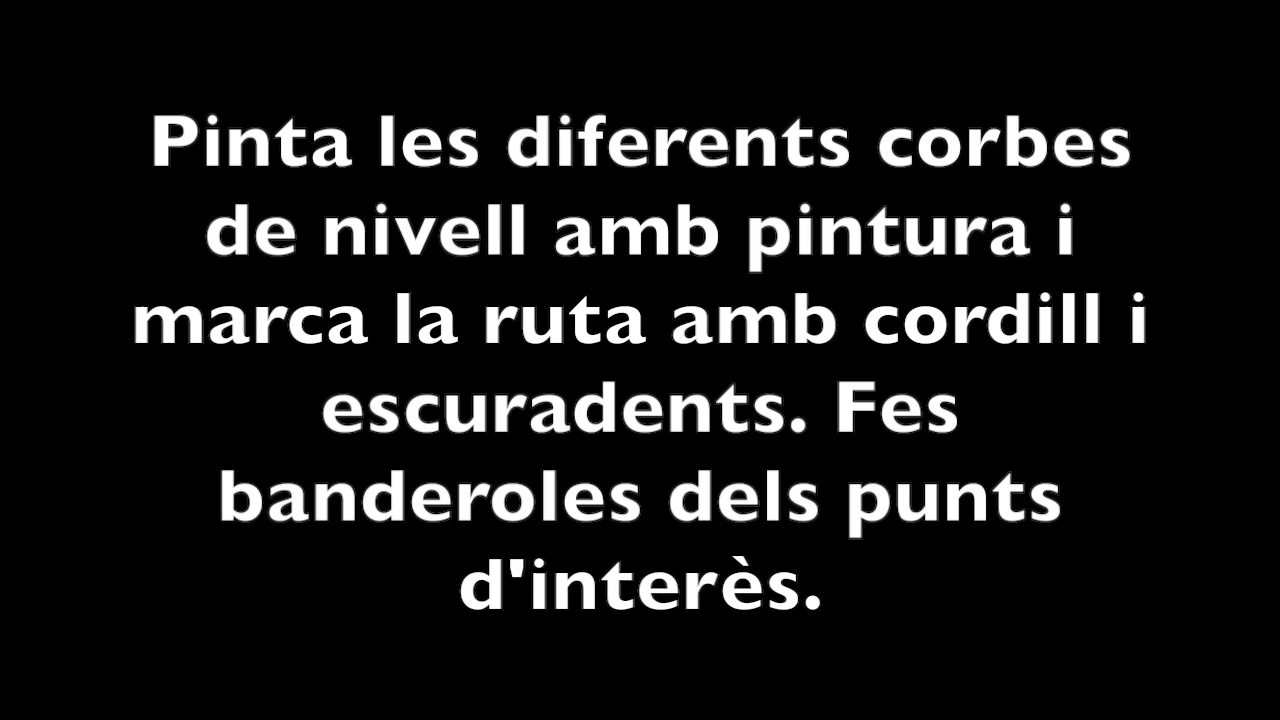 Pinta les diferents corbes
de nivell amb pintura i
marca la ruta amb cordill i
escuradents. Fes
banderoles dels punts
d'interès.